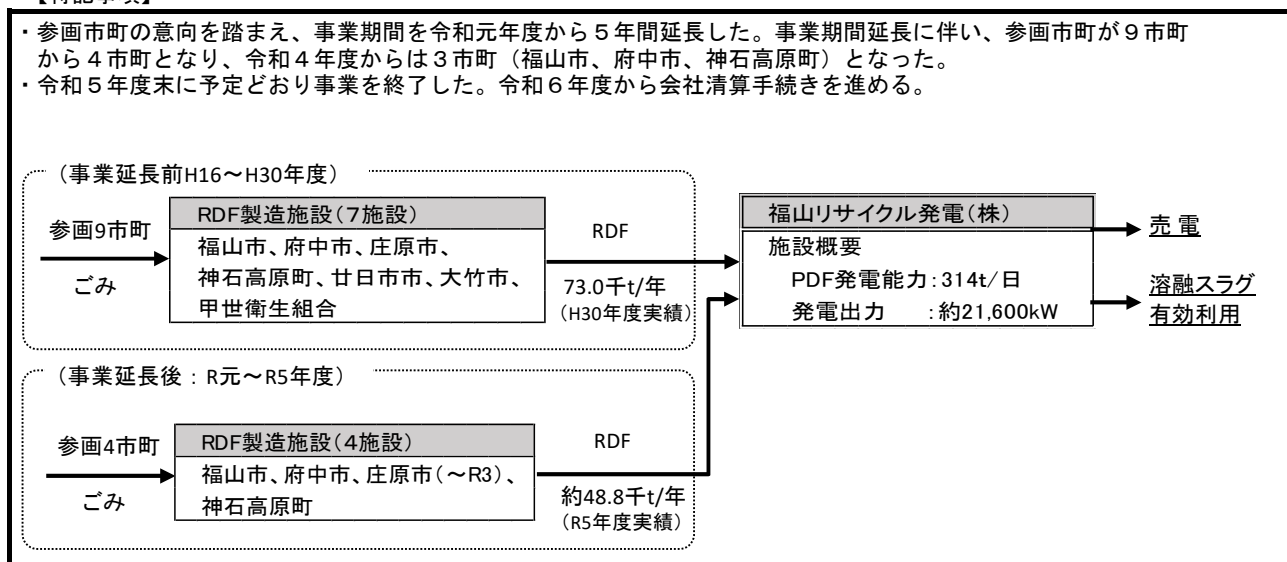 ・参画市町の意向を踏まえ、事業期間を令和元年度から５年間延長した。事業期間延長に伴い、参画市町が９市町
から４市町となり、令和４年度からは３市町（福山市、府中市、神石高原町）となった。
・令和５年度末に予定どおり事業を終了した。令和６年度から会社清算手続きを進める。
（事業延長前H16～H30年度）
参画9市町
ごみ
RDF製造施設（7施設）
福山市、府中市、庄原市、
神石高原町、廿日市市、大竹市、
甲世衛生組合
RDF
73.0千t/年
（H30年度実績）
福山リサイクル発電（株）
施設概要
PDF発電能力：314t/日
発電出力　：約21,600kW
売 電
溶融スラグ
有効利用
（事業延長後：R元～R5年度）
参画4市町
ごみ
RDF製造施設（4施設）
福山市、府中市、庄原市（～R3）、
神石高原町
RDF
約48.8千t/年
（R5年度実績）